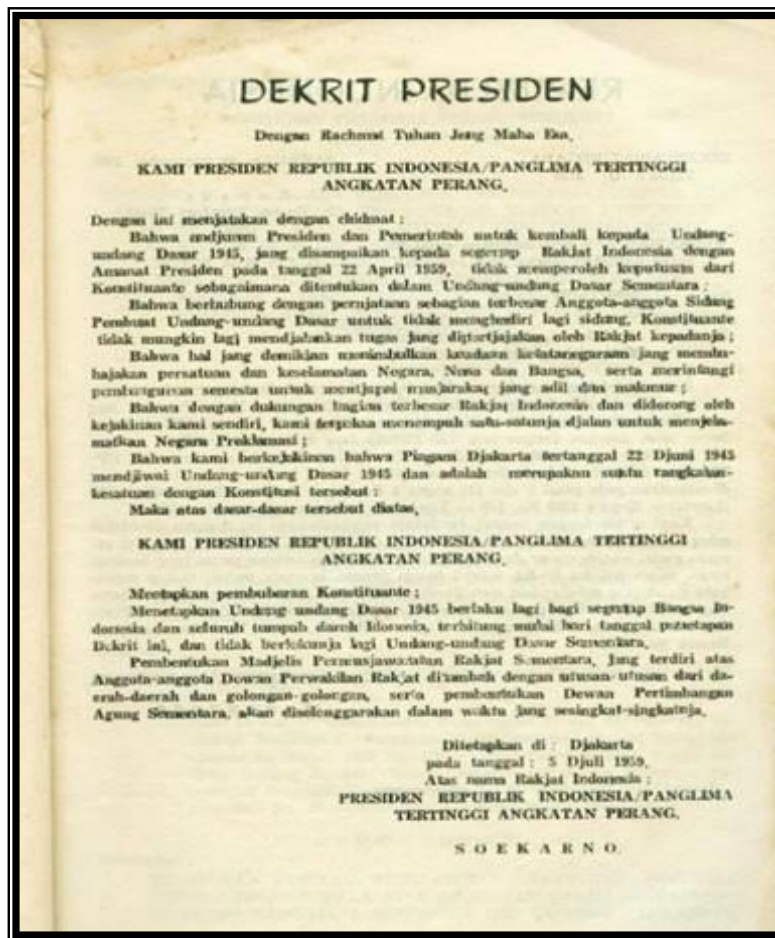 DEKRIT PRESIDEN
Dengan Rachmat Tuhan Jang Maha Esa,
KAMI PRESIDEN REPUBLIK INDONESIA/PANGLIMA TERTINGGI
ANGKATAN PERANG,
Dengan ini menjatakan dengan chidmat :
Bahwa andjuran Presiden dan Pemerintah untuk kembali kepada Undang-
undang Dasar 1945, jang disampaikan kepada segenap Rakjat Indonesia dengan
Amanat Presiden pada tanggal 22 April 1959, tidak memperoleh keputusan dari
Konstituante sebagaimana ditentukan dalam Undang-undang Dasar Sementara ;
Bahwa berhubung dengan pernjataan sebagian terbesar Anggota-anggota Sidang
Pembuat Undang-undang Dasar untuk tidak menghadiri lagi sidang, Konstituante
tidak mungkin lagi mendjalankan tugas jang dipertjajakan oleh Rakjat kepadanja ;
Bahwa hal jang demikian menimbulkan keadaan ketatanegaraan jang memba-
hajakan persatuan dan keselamatan Negara, Nusa dan Bangsa, serta merintangi
pembangunan semesta untuk mentjapai masjarakat jang adil dan makmur ;
Bahwa dengan dukungan bagian terbesar Rakjat Indonesia dan didorong oleh
kejakinan kami sendiri, kami terpaksa menempuh satu-satunja djalan untuk menjela-
matkan Negara Proklamasi ;
Bahwa kami berkejakinan bahwa Piagam Djakarta tertanggal 22 Djuni 1945
mendjiwai Undang-undang Dasar 1945 dan adalah merupakan suatu rangkaian-
kesatuan dengan Konstitusi tersebut ;
Maka atas dasar-dasar tersebut diatas,
KAMI PRESIDEN REPUBLIK INDONESIA/PANGLIMA TERTINGGI
ANGKATAN PERANG,
Menetapkan pembubaran Konstituante ;
Menetapkan Undang-undang Dasar 1945 berlaku lagi bagi segenap Bangsa In-
donesia dan seluruh tumpah darah Idonesia, terhitung mulai hari tanggal penetapan
Dekrit ini, dan tidak berlakunja lagi Undang-undang Dasar Sementara.
Pembentukan Madjelis Permusjawaratan Rakjat Sementara, jang terdiri atas
Anggota-anggota Dewan Perwakilan Rakjat ditambah dengan utusan-utusan dari da-
erah-daerah dan golongan-golongan, serta pembentukan Dewan Pertimbangan
Agung Sementara, akan diselenggarakan dalam waktu jang sesingkat-singkatnja.
Ditetapkan di : Djakarta
pada tanggal : 5 Djuli 1959.
Atas nama Rakjat Indonesia :
PRESIDEN REPUBLIK INDONESIA/PANGLIMA
TERTINGGI ANGKATAN PERANG.
SOEKARNO.